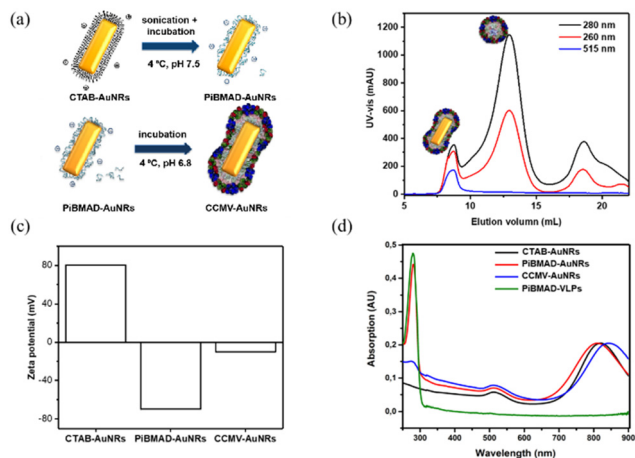 (a)
sonication +
incubation
4 ºC, pH 7.5
CTAB-AuNRs
PiBMAD-AuNRs
incubation
4 ºC, pH 6.8
PiBMAD-AuNRs
CCMV-AuNRs
(b)
280 nm
260 nm
515 nm
UV-vis (mAU)
1200
1000
800
600
400
200
0
5
10
15
20
Elution volumn (mL)
(c)
Zeta potential (mV)
80
40
0
-40
-80
CTAB-AuNRs
PiBMAD-AuNRs
CCMV-AuNRs
(d)
CTAB-AuNRs
PiBMAD-AuNRs
CCMV-AuNRs
PiBMAD-VLPs
Absorption (AU)
0,5
0,4
0,3
0,2
0,1
0,0
300
400
500
600
700
800
900
Wavelength (nm)